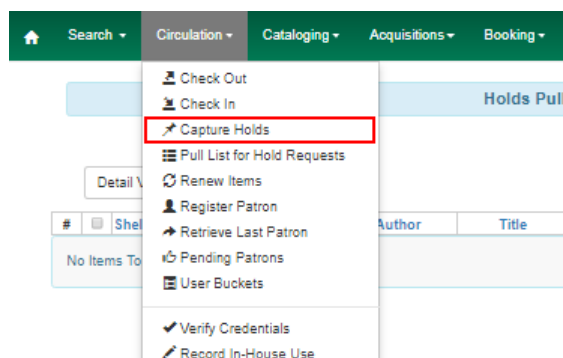 Search Circulation Cataloging Acquisitions Booking
Check Out
Check In
Holds Pull
Capture Holds
Pull List for Hold Requests
Detail V
Renew Items
Register Patron
# Shel Author Title
Retrieve Last Patron
No Items To
Pending Patrons
User Buckets
Verify Credentials
Record In-House Use